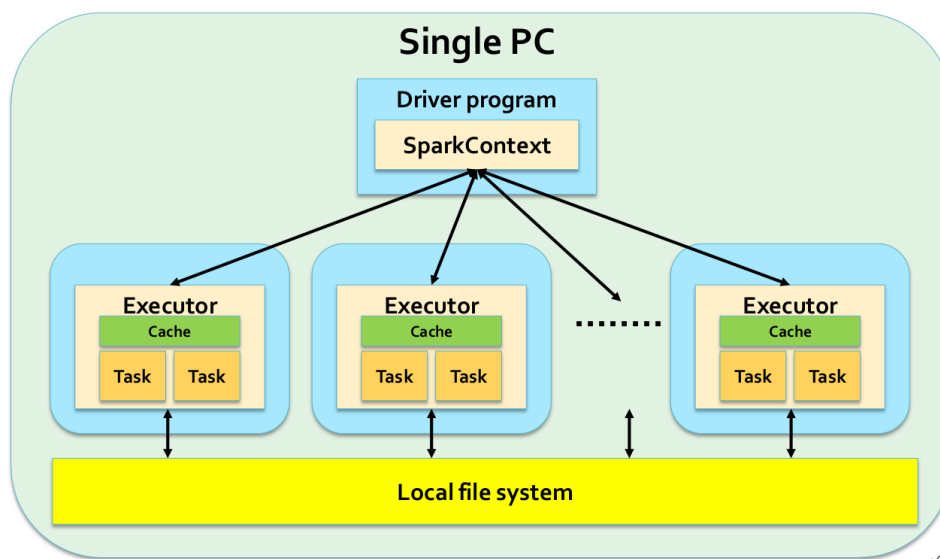 Single PC
Driver program
SparkContext
Executor
Cache
Task Task
Executor
Cache
Task Task
Executor
Cache
Task Task
Local file system